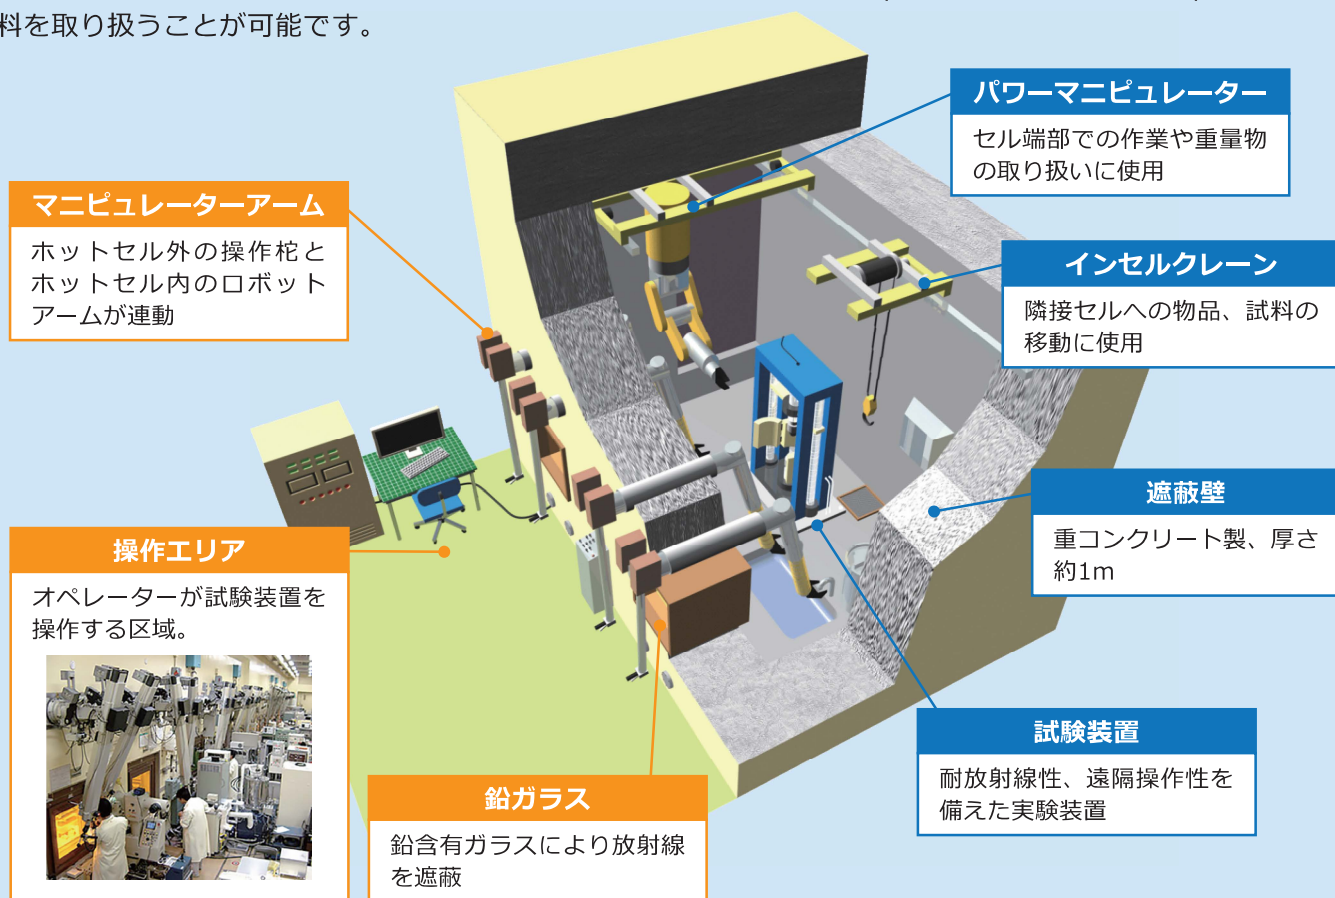 料を取り扱うことが可能です。
パワーマニピュレーター
セル端部での作業や重量物
の取り扱いに使用
マニピュレーターアーム
ホットセル外の操作桿と
ホットセル内のロボット
アームが連動
インセルクレーン
隣接セルへの物品、試料の
移動に使用
遮蔽壁
重コンクリート製、厚さ
約1m
操作エリア
オペレーターが試験装置を
操作する区域。
試験装置
耐放射線性、遠隔操作性を
備えた実験装置
鉛ガラス
鉛含有ガラスにより放射線
を遮蔽